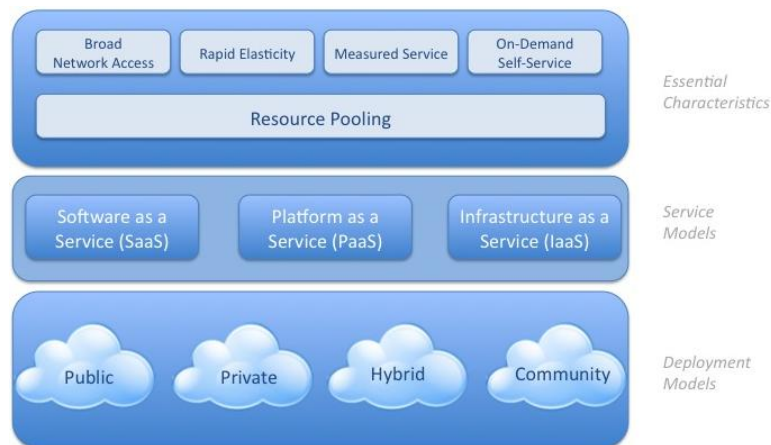 Broad
Network Access
Rapid Elasticity
Measured Service
On-Demand
Self-Service
Resource Pooling
Essential
Characteristics
Software as a
Service (SaaS)
Platform as a
Service (PaaS)
Infrastructure as a
Service (IaaS)
Service
Models
Public
Private
Hybrid
Community
Deployment
Models